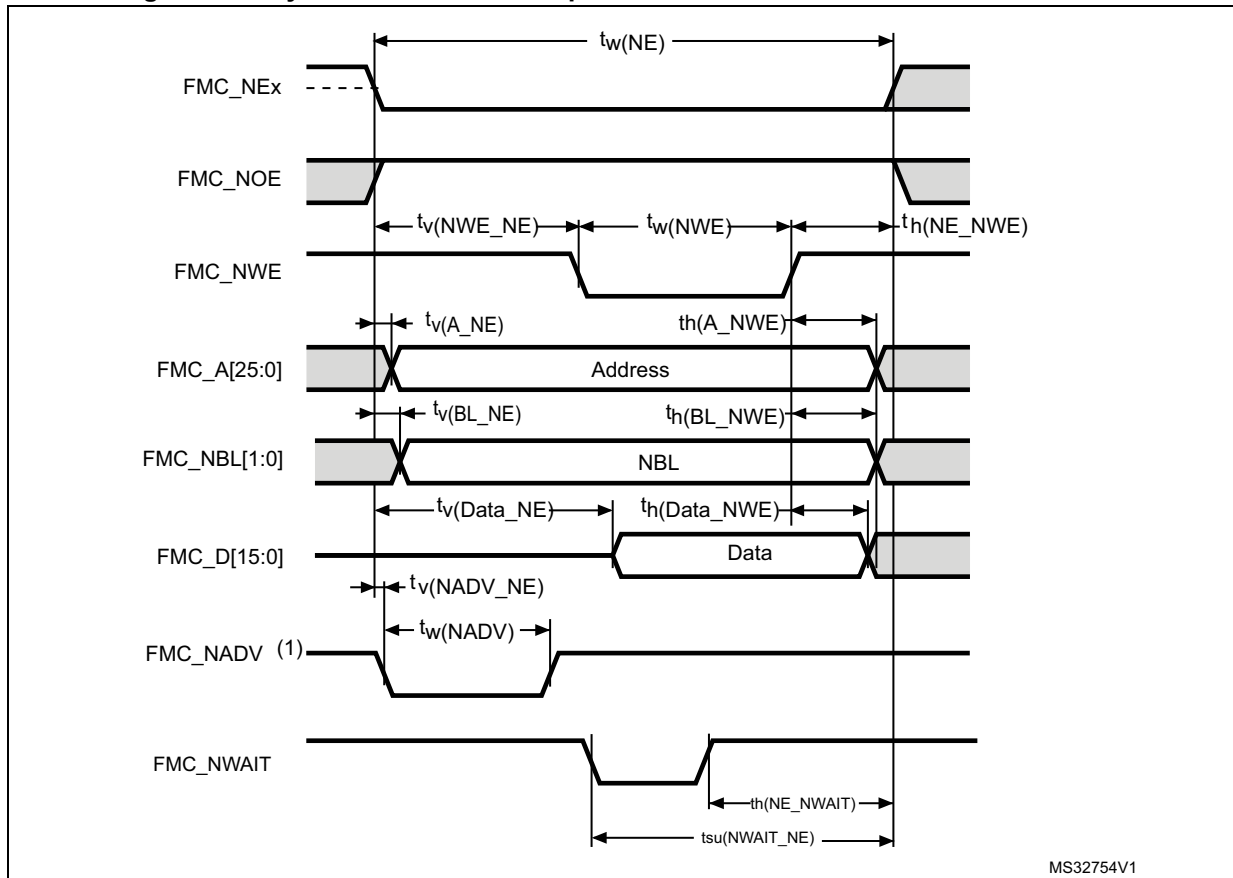 tw(NE)
FMC_NEx
FMC_NOE
tv(NWE_NE) tw(NWE) th(NE_NWE)
FMC_NWE
tv(A_NE) th(A_NWE)
FMC_A[25:0] Address
tv(BL_NE) th(BL_NWE)
FMC_NBL[1:0] NBL
tv(Data_NE) th(Data_NWE)
FMC_D[15:0] Data
tv(NADV_NE)
tw(NADV)
FMC_NADV (1)
FMC_NWAIT
th(NE_NWAIT)
tsu(NWAIT_NE)
MS32754V1